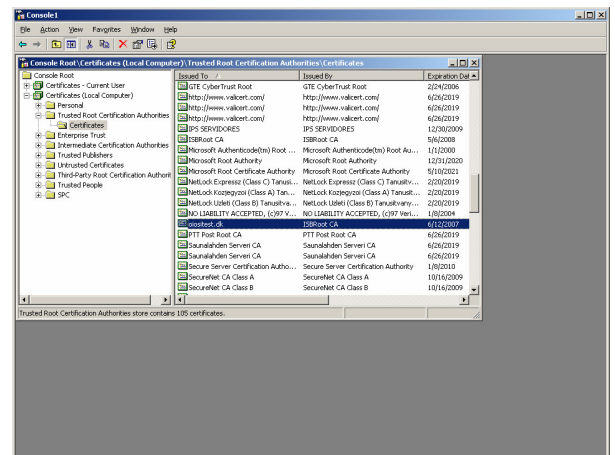 Console1
File Action View Favorites Window Help
Console Root\Certificates (Local Computer)\Trusted Root Certification Authorities\Certificates
Console Root
Certificates - Current User
Certificates (Local Computer)
Personal
Trusted Root Certification Authorities
Certificates
Enterprise Trust
Intermediate Certification Authorities
Trusted Publishers
Untrusted Certificates
Third-Party Root Certification Authorit
Trusted People
SPC
Issued To Issued By Expiration Dat
GTE CyberTrust Root GTE CyberTrust Root 2/24/2006
http://www.valicert.com/ http://www.valicert.com/ 6/26/2019
http://www.valicert.com/ http://www.valicert.com/ 6/26/2019
http://www.valicert.com/ http://www.valicert.com/ 6/26/2019
IPS SERVIDORES IPS SERVIDORES 12/30/2009
ISBRoot CA ISBRoot CA 5/6/2008
Microsoft Authenticode(tm) Root ... Microsoft Authenticode(tm) Root Au... 1/1/2000
Microsoft Root Authority Microsoft Root Authority 12/31/2020
Microsoft Root Certificate Authority Microsoft Root Certificate Authority 5/10/2021
NetLock Expressz (Class C) Tanusi... NetLock Expressz (Class C) Tanusitv... 2/20/2019
NetLock Kozjegyzoi (Class A) Tanu... NetLock Kozjegyzoi (Class A) Tanusit... 2/20/2019
NetLock Uzleti (Class B) Tanusitva... NetLock Uzleti (Class B) Tanusitvany... 2/20/2019
NO LIABILITY ACCEPTED, (c)97 V... NO LIABILITY ACCEPTED, (c)97 Veri... 1/8/2004
oiositest.dk ISBRoot CA 6/12/2007
PTT Post Root CA PTT Post Root CA 6/26/2019
Saunalahden Serveri CA Saunalahden Serveri CA 6/26/2019
Saunalahden Serveri CA Saunalahden Serveri CA 6/26/2019
Secure Server Certification Autho... Secure Server Certification Authority 1/8/2010
SecureNet CA Class A SecureNet CA Class A 10/16/2009
SecureNet CA Class B SecureNet CA Class B 10/16/2009
Trusted Root Certification Authorities store contains 105 certificates.